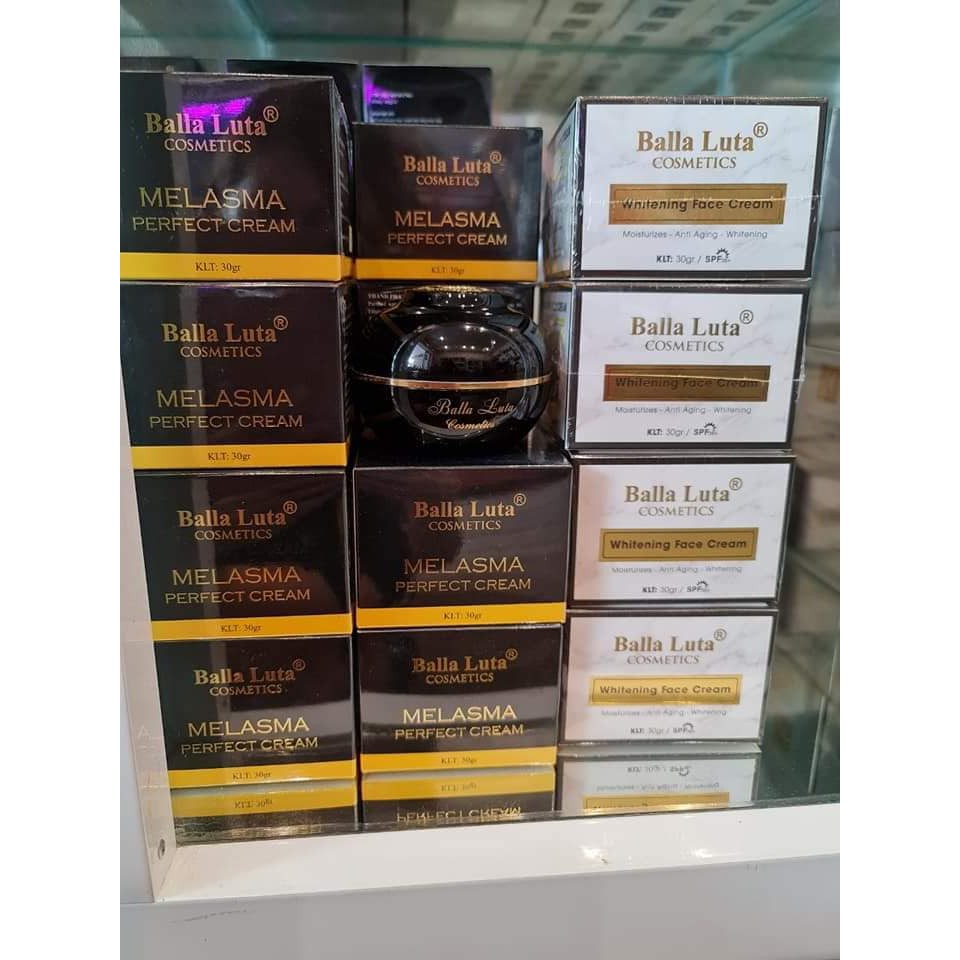 Balla Luta®
COSMETICS
MELASMA
PERFECT CREAM
KLT: 30gr
Balla Luta®
COSMETICS
MELASMA
PERFECT CREAM
KLT: 30gr
Balla Luta®
COSMETICS
MELASMA
PERFECT CREAM
KLT: 30gr
Balla Luta®
COSMETICS
MELASMA
PERFECT CREAM
KLT: 30gr
Balla Luta®
COSMETICS
MELASMA
PERFECT CREAM
KLT: 30gr
Balla Luta
Cosmetics
Balla Luta®
COSMETICS
MELASMA
PERFECT CREAM
KLT: 30gr
Balla Luta®
COSMETICS
MELASMA
PERFECT CREAM
KLT: 30gr
Balla Luta®
COSMETICS
Whitening Face Cream
Moisturizes - Anti Aging - Whitening
KLT: 30gr / SPF
Balla Luta®
COSMETICS
Whitening Face Cream
Moisturizes - Anti Aging - Whitening
KLT: 30gr / SPF
Balla Luta®
COSMETICS
Whitening Face Cream
Moisturizes - Anti Aging - Whitening
KLT: 30gr / SPF
Balla Luta®
COSMETICS
Whitening Face Cream
Moisturizes - Anti Aging - Whitening
KLT: 30gr / SPF